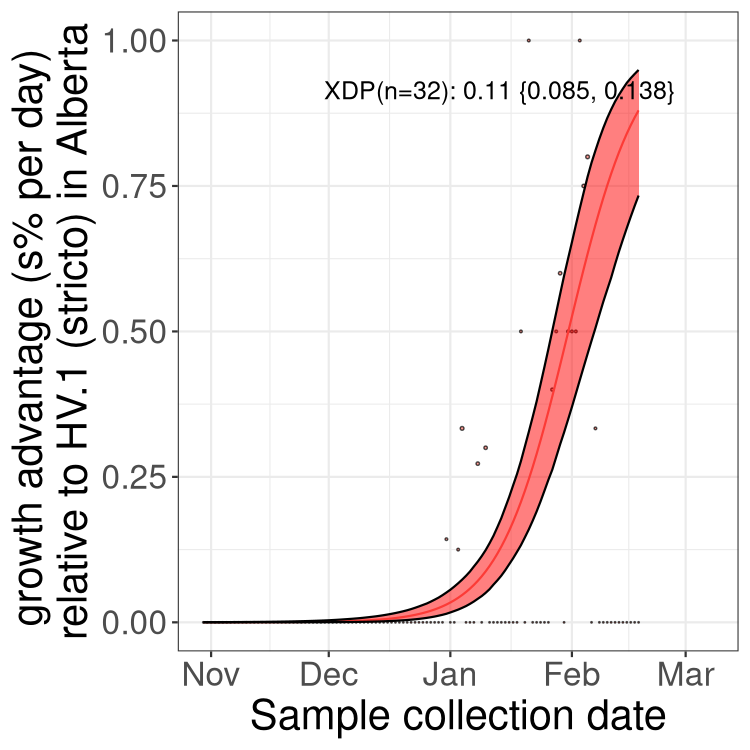 growth advantage (s% per day)
relative to HV.1 (stricto) in Alberta
1.00
0.75
0.50
0.25
0.00
XDP(n=32): 0.11 {0.085, 0.138}
Nov Dec Jan Feb Mar
Sample collection date